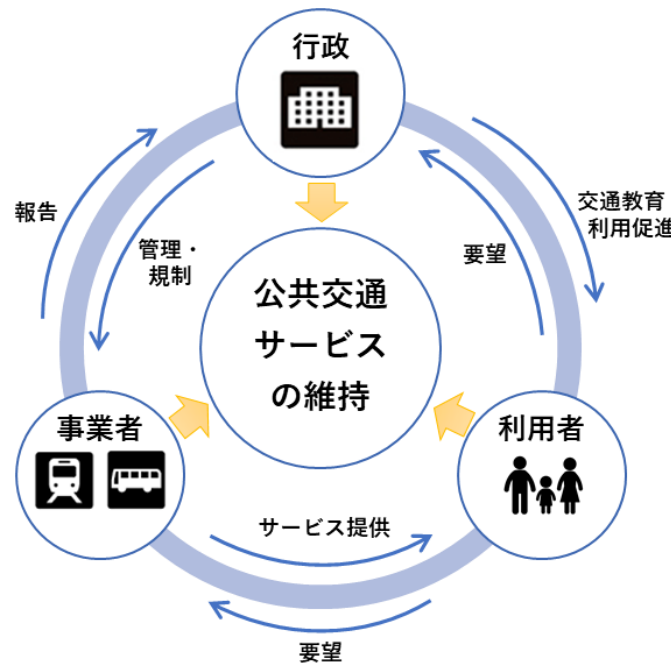 行政
報告
管理・
規制
交通教育
利用促進
要望
公共交通
サービス
の維持
事業者
利用者
サービス提供
要望